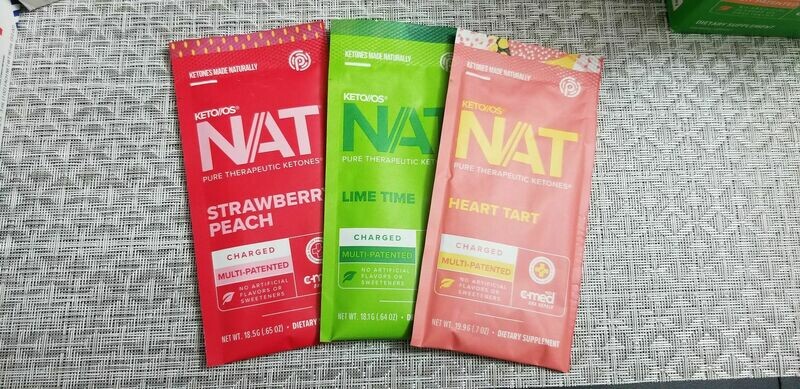 KETONES MADE NATURALLY
KETO//OS®
NAT
PURE THERAPEUTIC KETONES®
STRAWBERRY
PEACH
CHARGED
MULTI-PATENTED
NO ARTIFICIAL
FLAVORS OR
SWEETENERS
NET WT. 18.5G (.65 OZ) • DIETARY
KETONES MADE NATURALLY
KETO//OS®
NAT
PURE THERAPEUTIC KET
LIME TIME
CHARGED
MULTI-PATENTED
NO ARTIFICIAL
FLAVORS OR
SWEETENERS
NET WT. 18.1G (.64 OZ) •
KETONES MADE NATURALLY
KETO//OS®
NAT
PURE THERAPEUTIC KETONES®
HEART TART
CHARGED
MULTI-PATENTED
NO ARTIFICIAL
FLAVORS OR
SWEETENERS
c-med
DNA REPAIR
NET WT. 19.9G (.7 OZ) • DIETARY SUPPLEMENT
DIETARY SUPPLEMENT